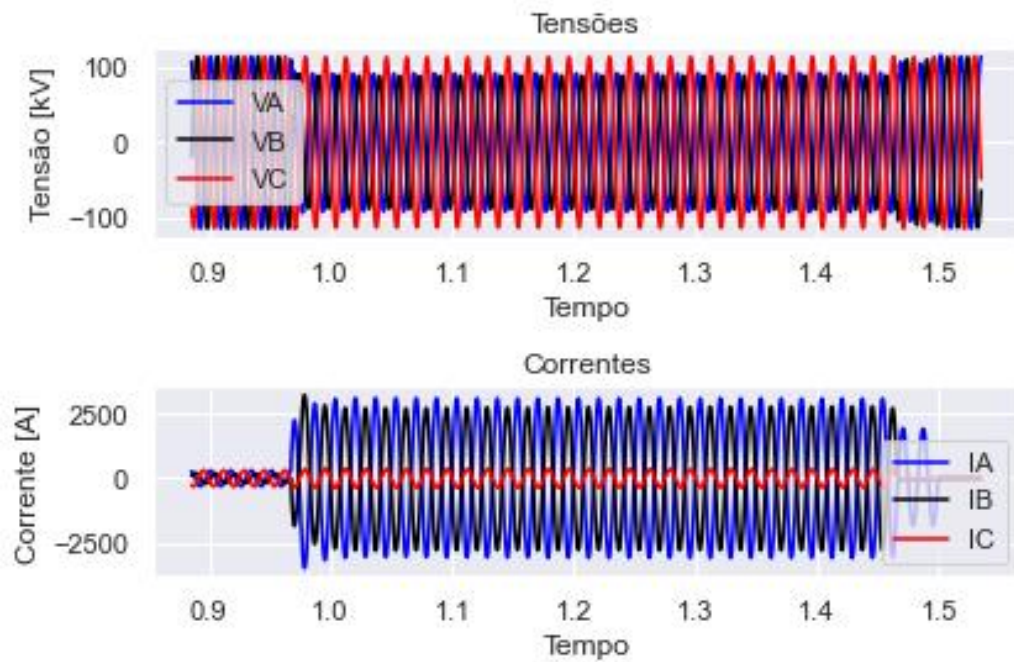 Tensões
Tensão [kV]
100
0
−100
VA
VB
VC
0.9 1.0 1.1 1.2 1.3 1.4 1.5
Tempo
Correntes
Corrente [A]
2500
0
−2500
IA
IB
IC
0.9 1.0 1.1 1.2 1.3 1.4 1.5
Tempo